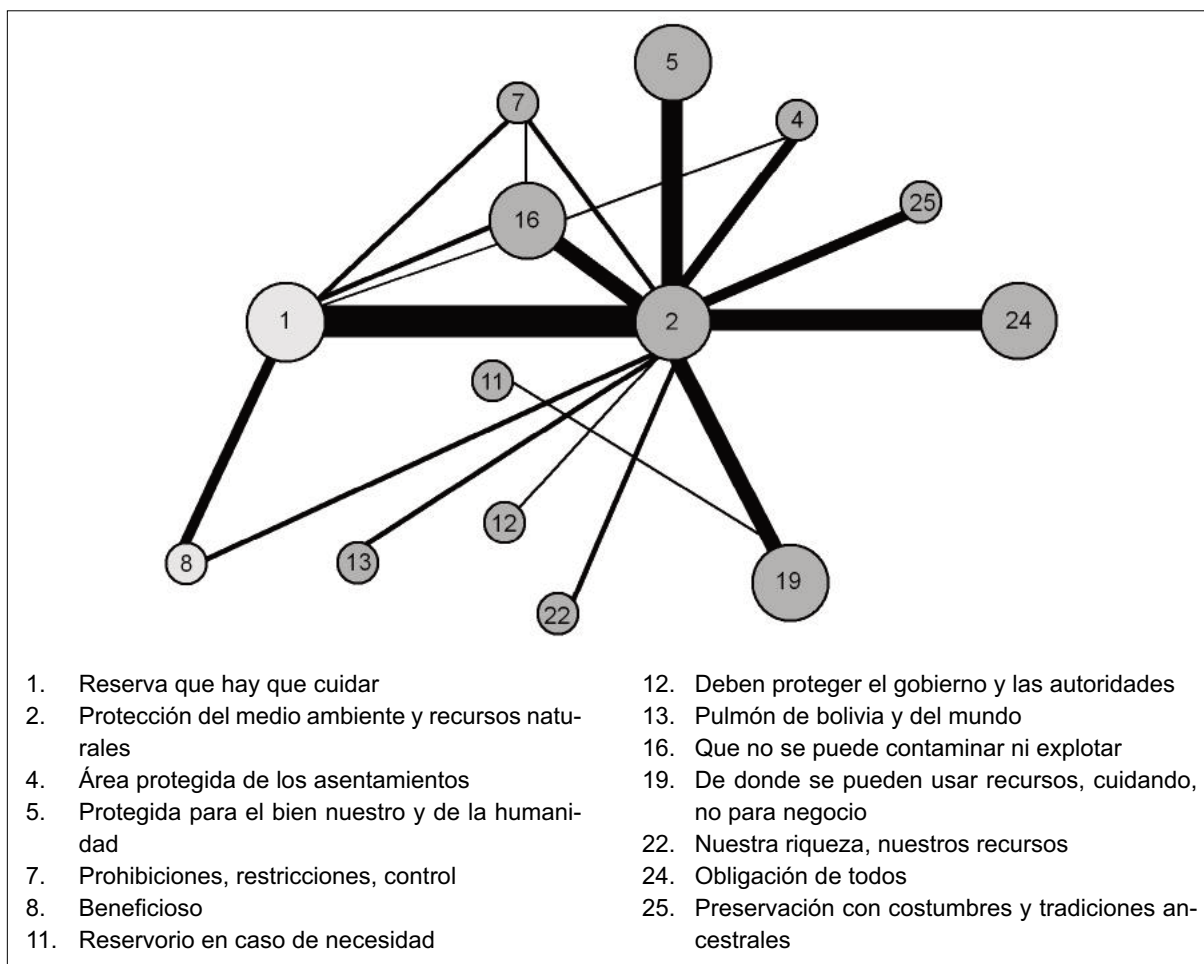 5
7
4
25
16
1
2
24
11
12
8
13
19
22
1. Reserva que hay que cuidar
2. Protección del medio ambiente y recursos natu-
rales
4. Área protegida de los asentamientos
5. Protegida para el bien nuestro y de la humani-
dad
7. Prohibiciones, restricciones, control
8. Beneficioso
11. Reservorio en caso de necesidad
12. Deben proteger el gobierno y las autoridades
13. Pulmón de bolivia y del mundo
16. Que no se puede contaminar ni explotar
19. De donde se pueden usar recursos, cuidando,
no para negocio
22. Nuestra riqueza, nuestros recursos
24. Obligación de todos
25. Preservación con costumbres y tradiciones an-
cestrales